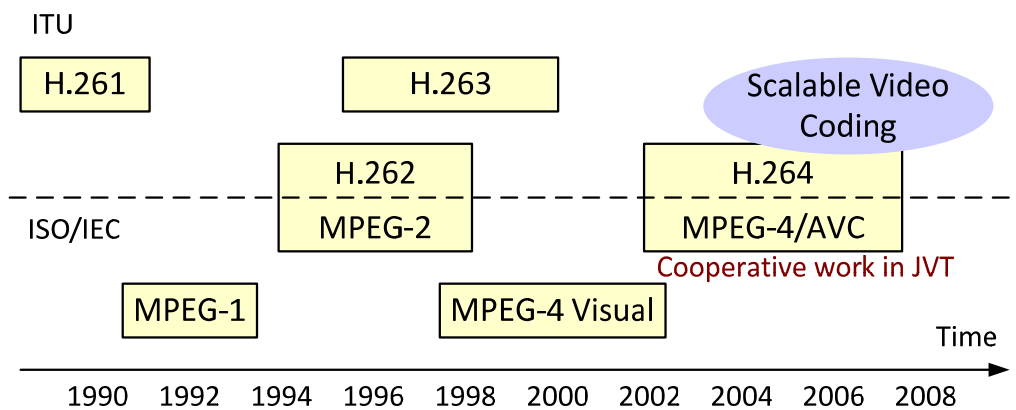 ITU
H.261
H.263
Scalable Video
Coding
H.262
H.264
ISO/IEC
MPEG-2
MPEG-4/AVC
Cooperative work in JVT
MPEG-1
MPEG-4 Visual
Time
1990 1992 1994 1996 1998 2000 2002 2004 2006 2008